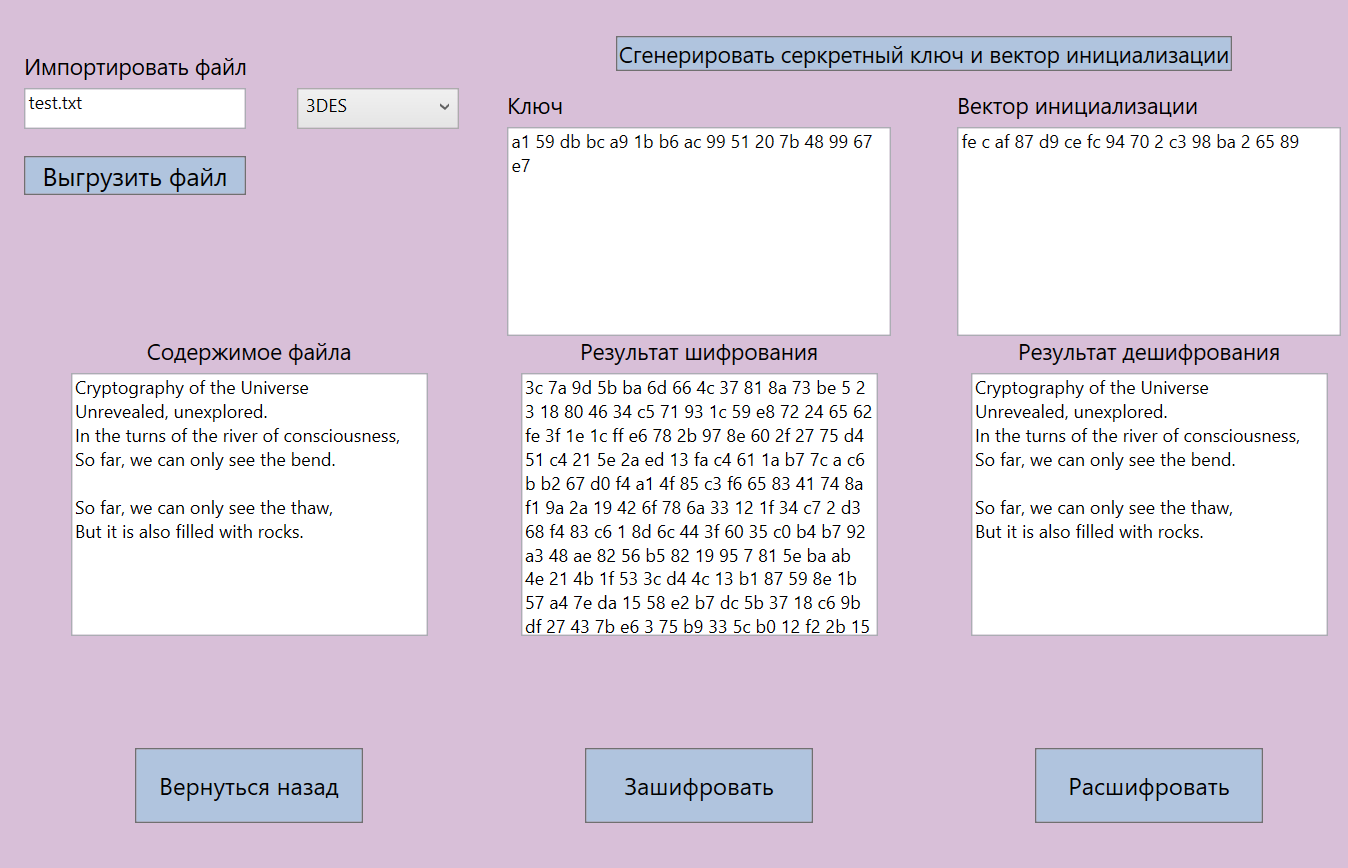 Сгенерировать серкретный ключ и вектор инициализации
Импортировать файл
test.txt
3DES
Выгрузить файл
Ключ
a1 59 db bc a9 1b b6 ac 99 51 20 7b 48 99 67
e7
Вектор инициализации
fe c af 87 d9 ce fc 94 70 2 c3 98 ba 2 65 89
Содержимое файла
Cryptography of the Universe
Unrevealed, unexplored.
In the turns of the river of consciousness,
So far, we can only see the bend.
So far, we can only see the thaw,
But it is also filled with rocks.
Результат шифрования
3c 7a 9d 5b ba 6d 66 4c 37 81 8a 73 be 5 2
3 18 80 46 34 c5 71 93 1c 59 e8 72 24 65 62
fe 3f 1e 1c ff e6 78 2b 97 8e 60 2f 27 75 d4
51 c4 21 5e 2a ed 13 fa c4 61 1a b7 7c a c6
b b2 67 d0 f4 a1 4f 85 c3 f6 65 83 41 74 8a
f1 9a 2a 19 42 6f 78 6a 33 12 1f 34 c7 2 d3
68 f4 83 c6 1 8d 6c 44 3f 60 35 c0 b4 b7 92
a3 48 ae 82 56 b5 82 19 95 7 81 5e ba ab
4e 21 4b 1f 53 3c d4 4c 13 b1 87 59 8e 1b
57 a4 7e da 15 58 e2 b7 dc 5b 37 18 c6 9b
df 27 43 7b e6 3 75 b9 33 5c b0 12 f2 2b 15
Результат дешифрования
Cryptography of the Universe
Unrevealed, unexplored.
In the turns of the river of consciousness,
So far, we can only see the bend.
So far, we can only see the thaw,
But it is also filled with rocks.
Вернуться назад
Зашифровать
Расшифровать